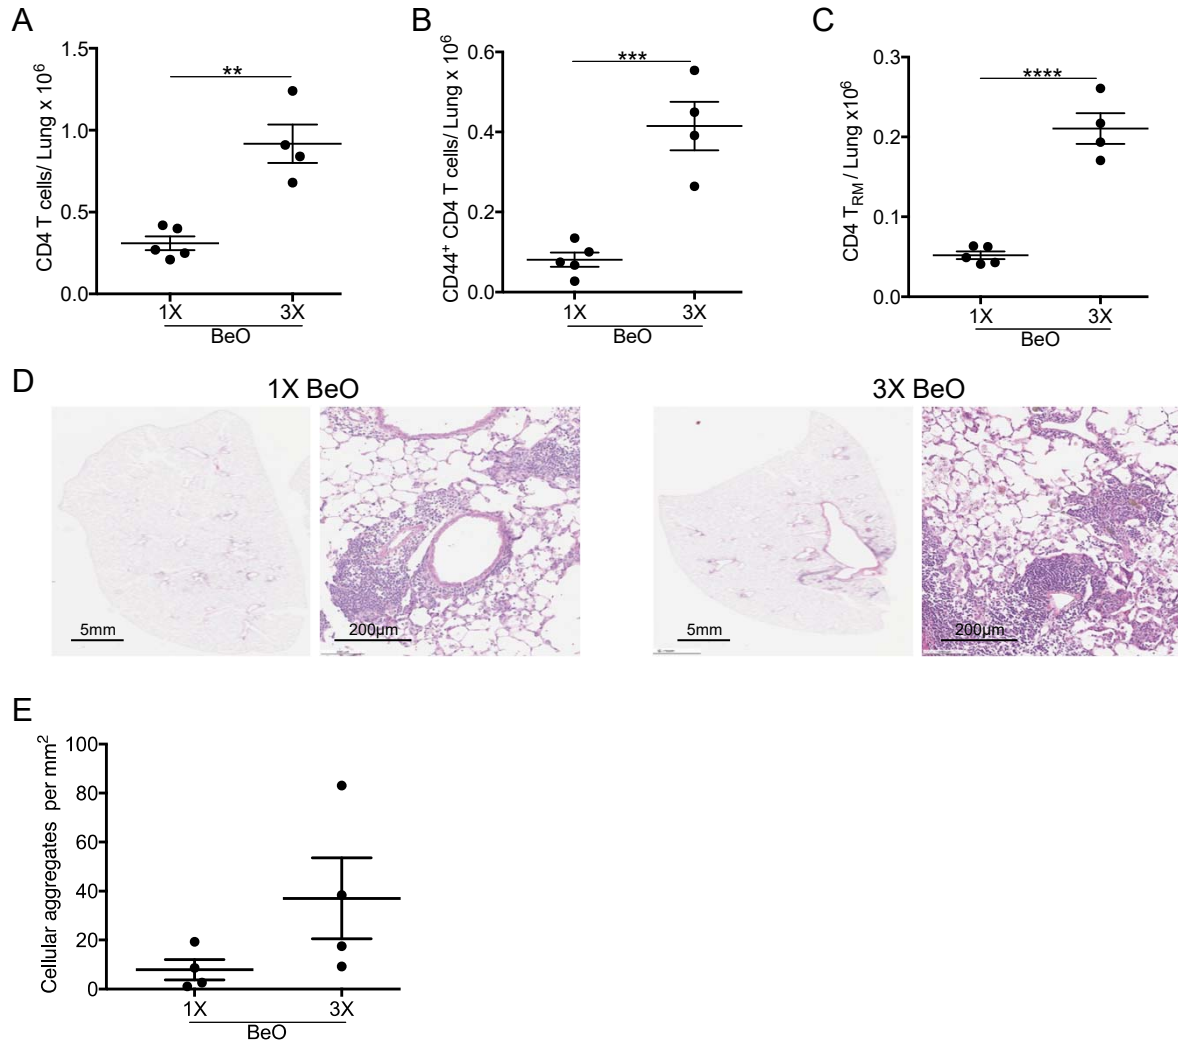 A
CD4 T cells/ Lung x 10⁶
1.5
1.0
0.5
0.0
**
1X
3X
BeO
B
CD44⁺ CD4 T cells/ Lung x 10⁶
0.6
0.4
0.2
0.0
***
1X
3X
BeO
C
CD4 T_RM / Lung x10⁶
0.3
0.2
0.1
0.0
****
1X
3X
BeO
D
1X BeO
3X BeO
5mm
200µm
5mm
200µm
E
Cellular aggregates per mm²
100
80
60
40
20
0
1X
3X
BeO